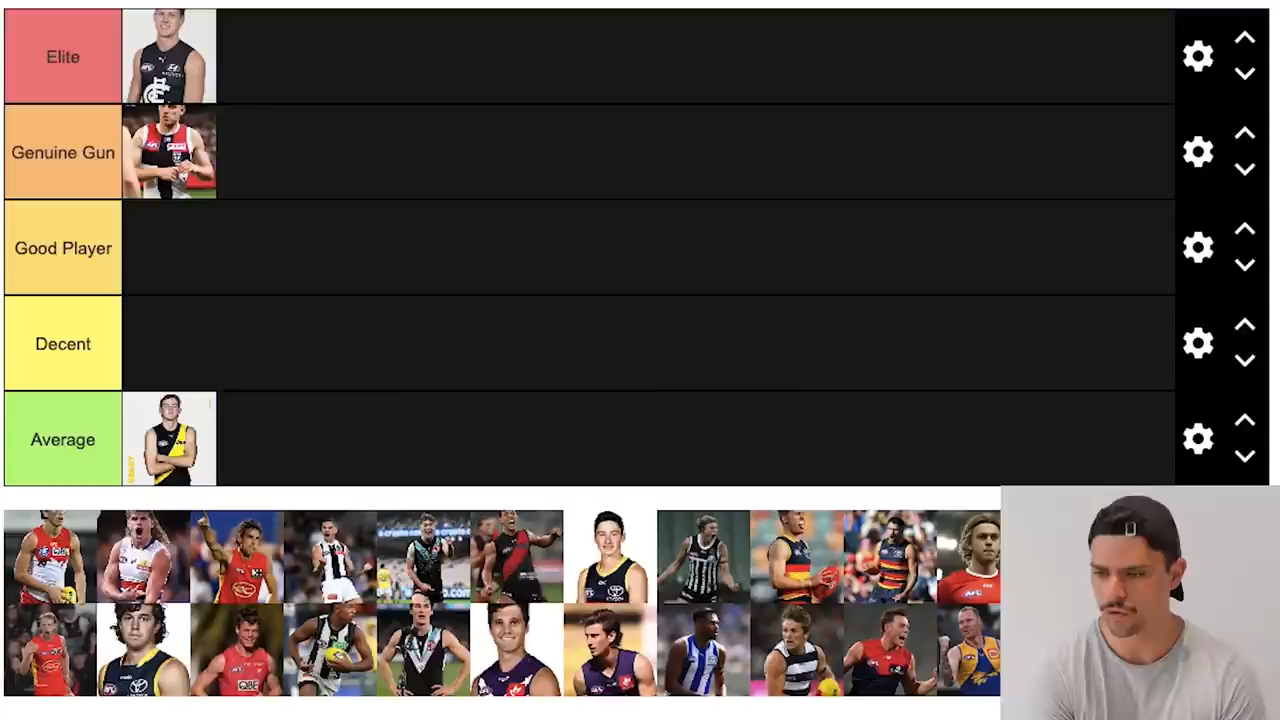 Elite
Genuine Gun
Good Player
Decent
Average